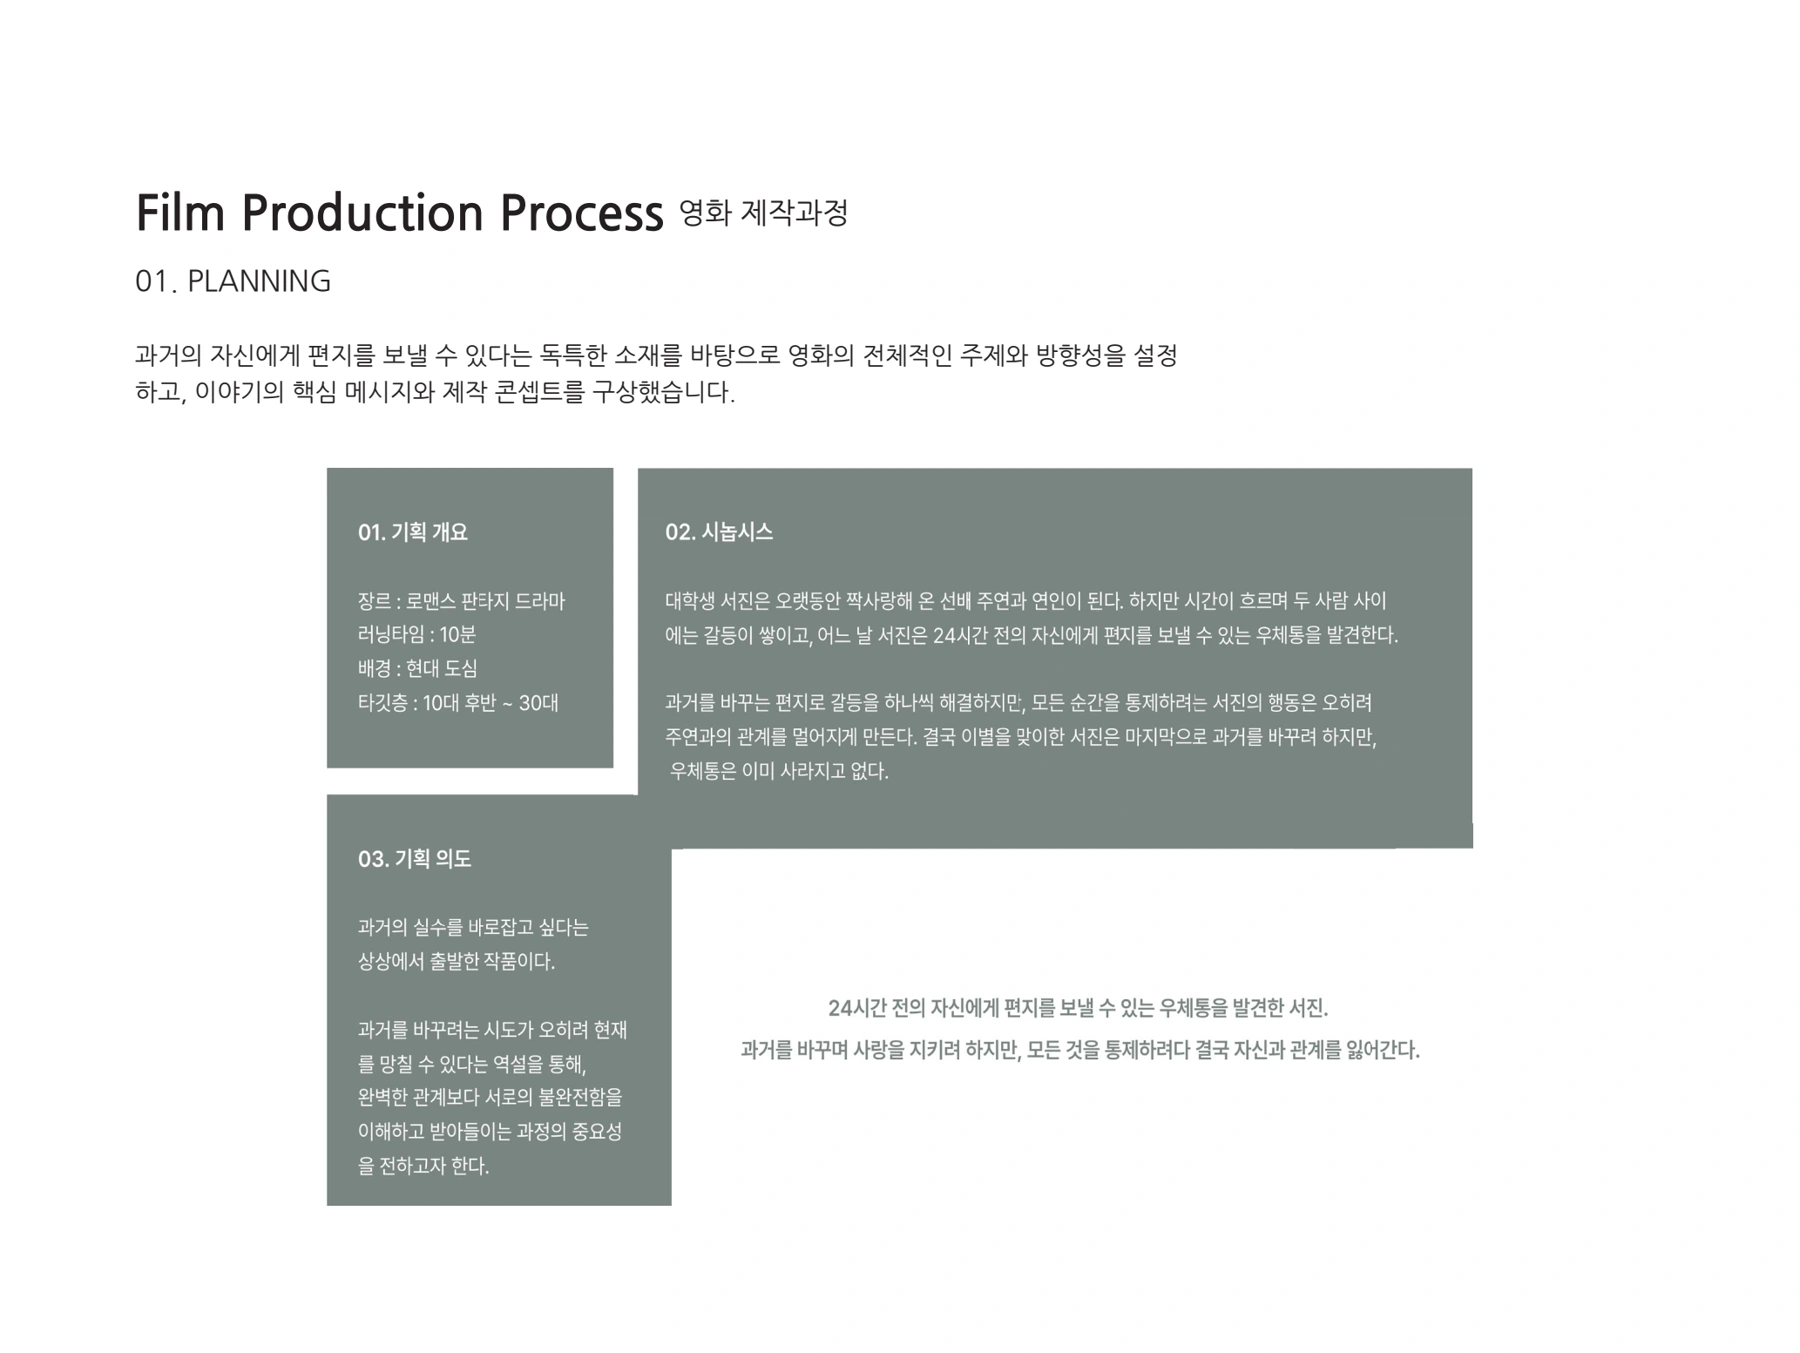 Film Production Process 영화 제작과정
01. PLANNING
과거의 자신에게 편지를 보낼 수 있다는 독특한 소재를 바탕으로 영화의 전체적인 주제와 방향성을 설정
하고, 이야기의 핵심 메시지와 제작 콘셉트를 구상했습니다.
01. 기획 개요
장르 : 로맨스 판타지 드라마
러닝타임 : 10분
배경 : 현대 도심
타깃층 : 10대 후반 ~ 30대
02. 시놉시스
대학생 서진은 오랫동안 짝사랑해 온 선배 주연과 연인이 된다. 하지만 시간이 흐르며 두 사람 사이
에는 갈등이 쌓이고, 어느 날 서진은 24시간 전의 자신에게 편지를 보낼 수 있는 우체통을 발견한다.
과거를 바꾸는 편지로 갈등을 하나씩 해결하지만, 모든 순간을 통제하려는 서진의 행동은 오히려
주연과의 관계를 멀어지게 만든다. 결국 이별을 맞이한 서진은 마지막으로 과거를 바꾸려 하지만,
우체통은 이미 사라지고 없다.
03. 기획 의도
과거의 실수를 바로잡고 싶다는
상상에서 출발한 작품이다.
과거를 바꾸려는 시도가 오히려 현재
를 망칠 수 있다는 역설을 통해,
완벽한 관계보다 서로의 불완전함을
이해하고 받아들이는 과정의 중요성
을 전하고자 한다.
24시간 전의 자신에게 편지를 보낼 수 있는 우체통을 발견한 서진.
과거를 바꾸며 사랑을 지키려 하지만, 모든 것을 통제하려다 결국 자신과 관계를 잃어간다.